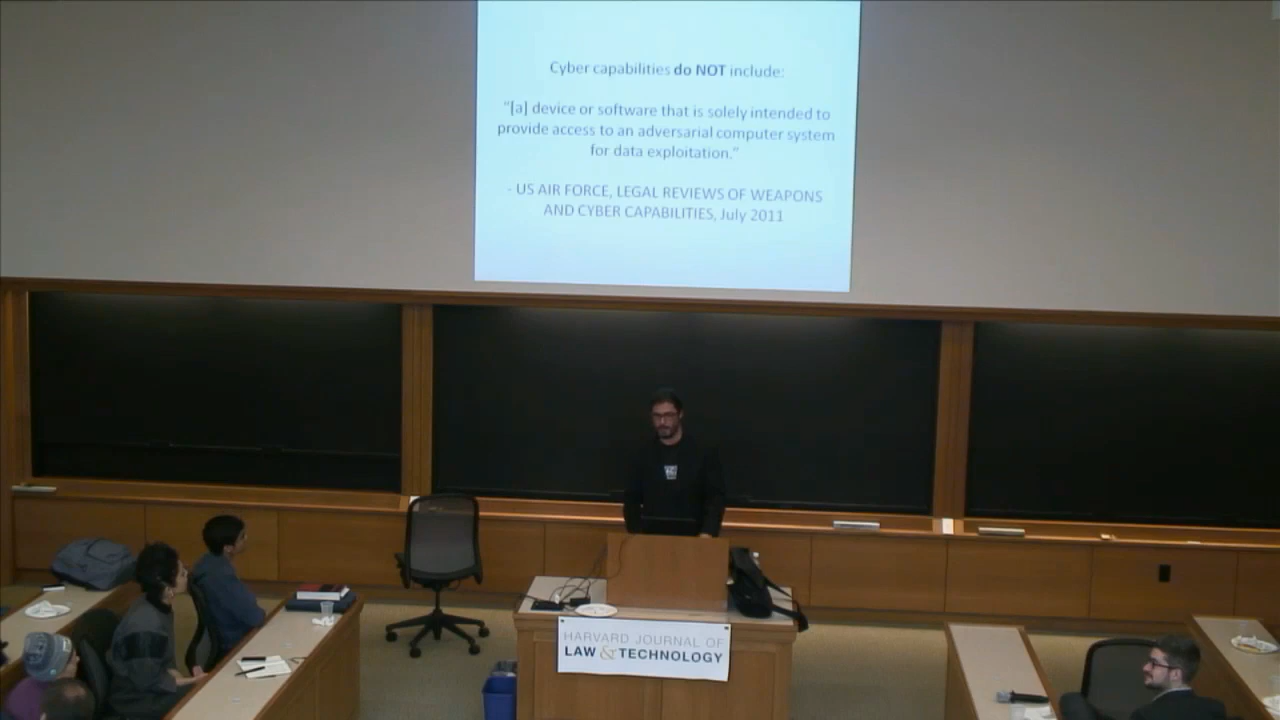 Cyber capabilities do NOT include:
"[a] device or software that is solely intended to
provide access to an adversarial computer system
for data exploitation."
- US AIR FORCE, LEGAL REVIEWS OF WEAPONS
AND CYBER CAPABILITIES, July 2011
HARVARD JOURNAL OF
LAW & TECHNOLOGY